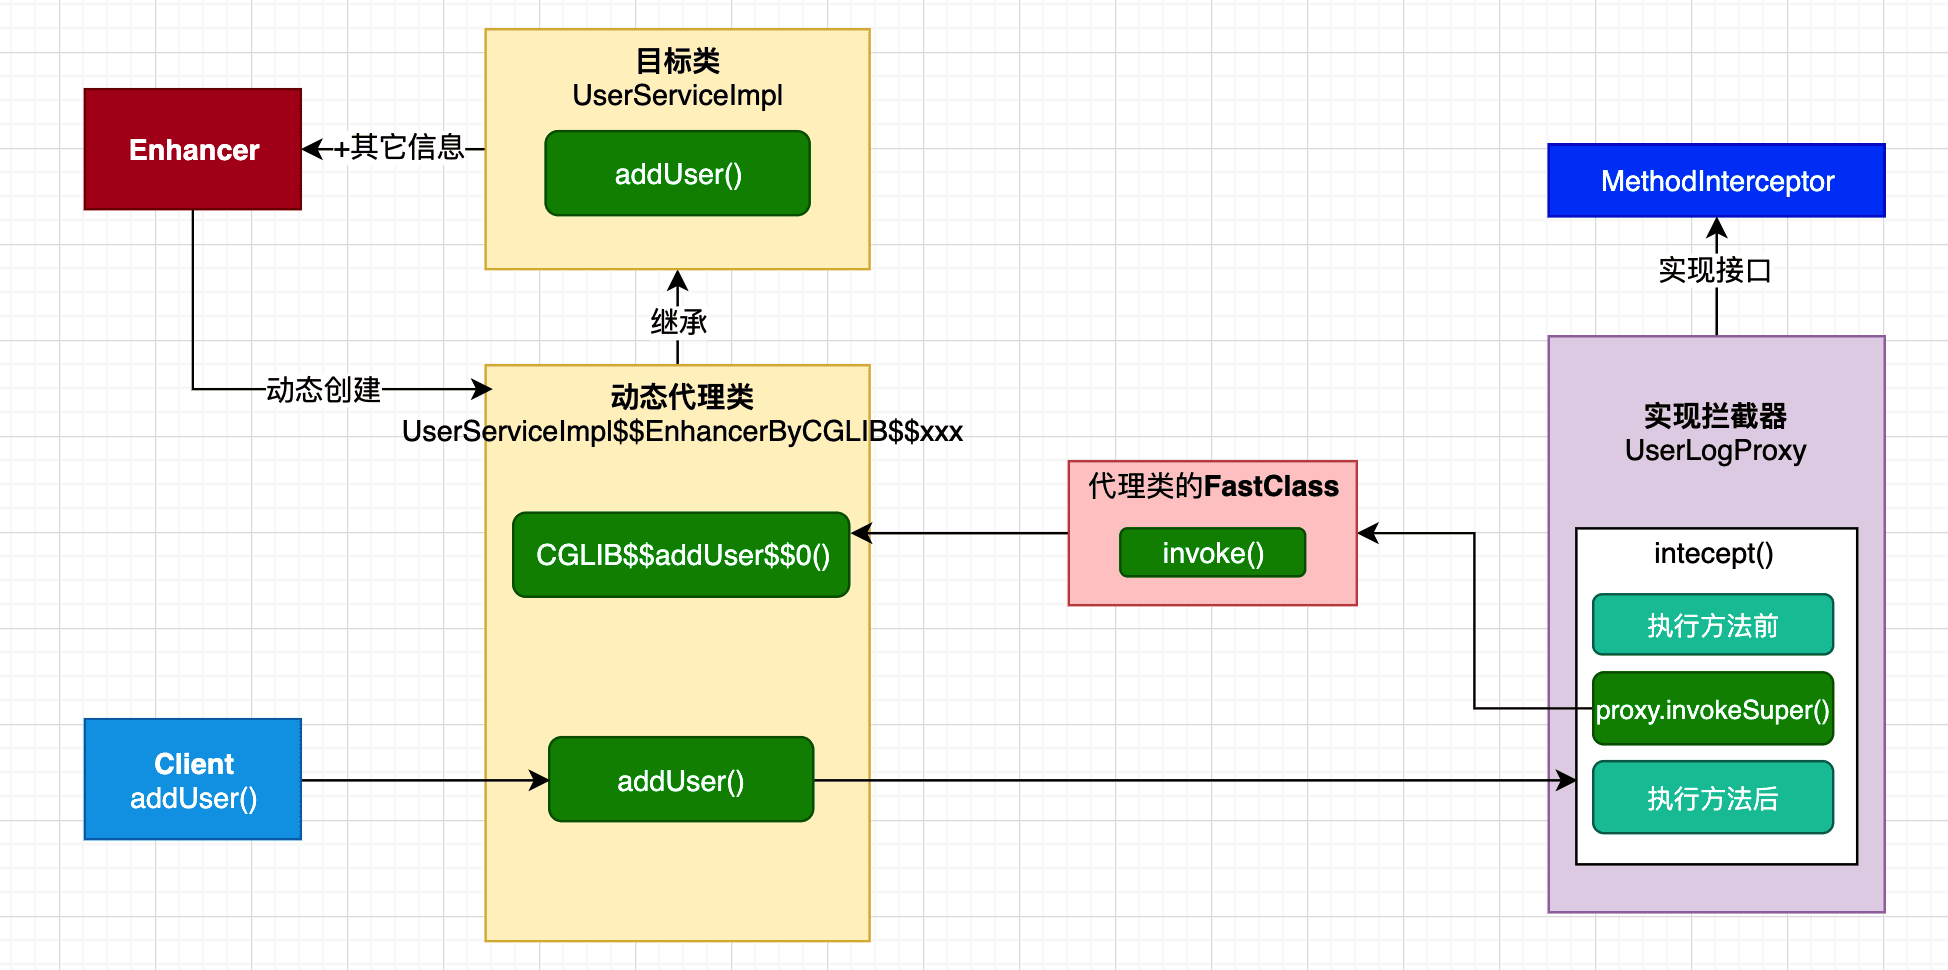 目标类
UserServiceImpl
addUser()
Enhancer
+其它信息
MethodInterceptor
实现接口
继承
动态创建
动态代理类
UserServiceImpl$$EnhancerByCGLIB$$xxx
实现拦截器
UserLogProxy
代理类的FastClass
invoke()
CGLIB$$addUser$$0()
intecept()
执行方法前
proxy.invokeSuper()
执行方法后
Client
addUser()
addUser()